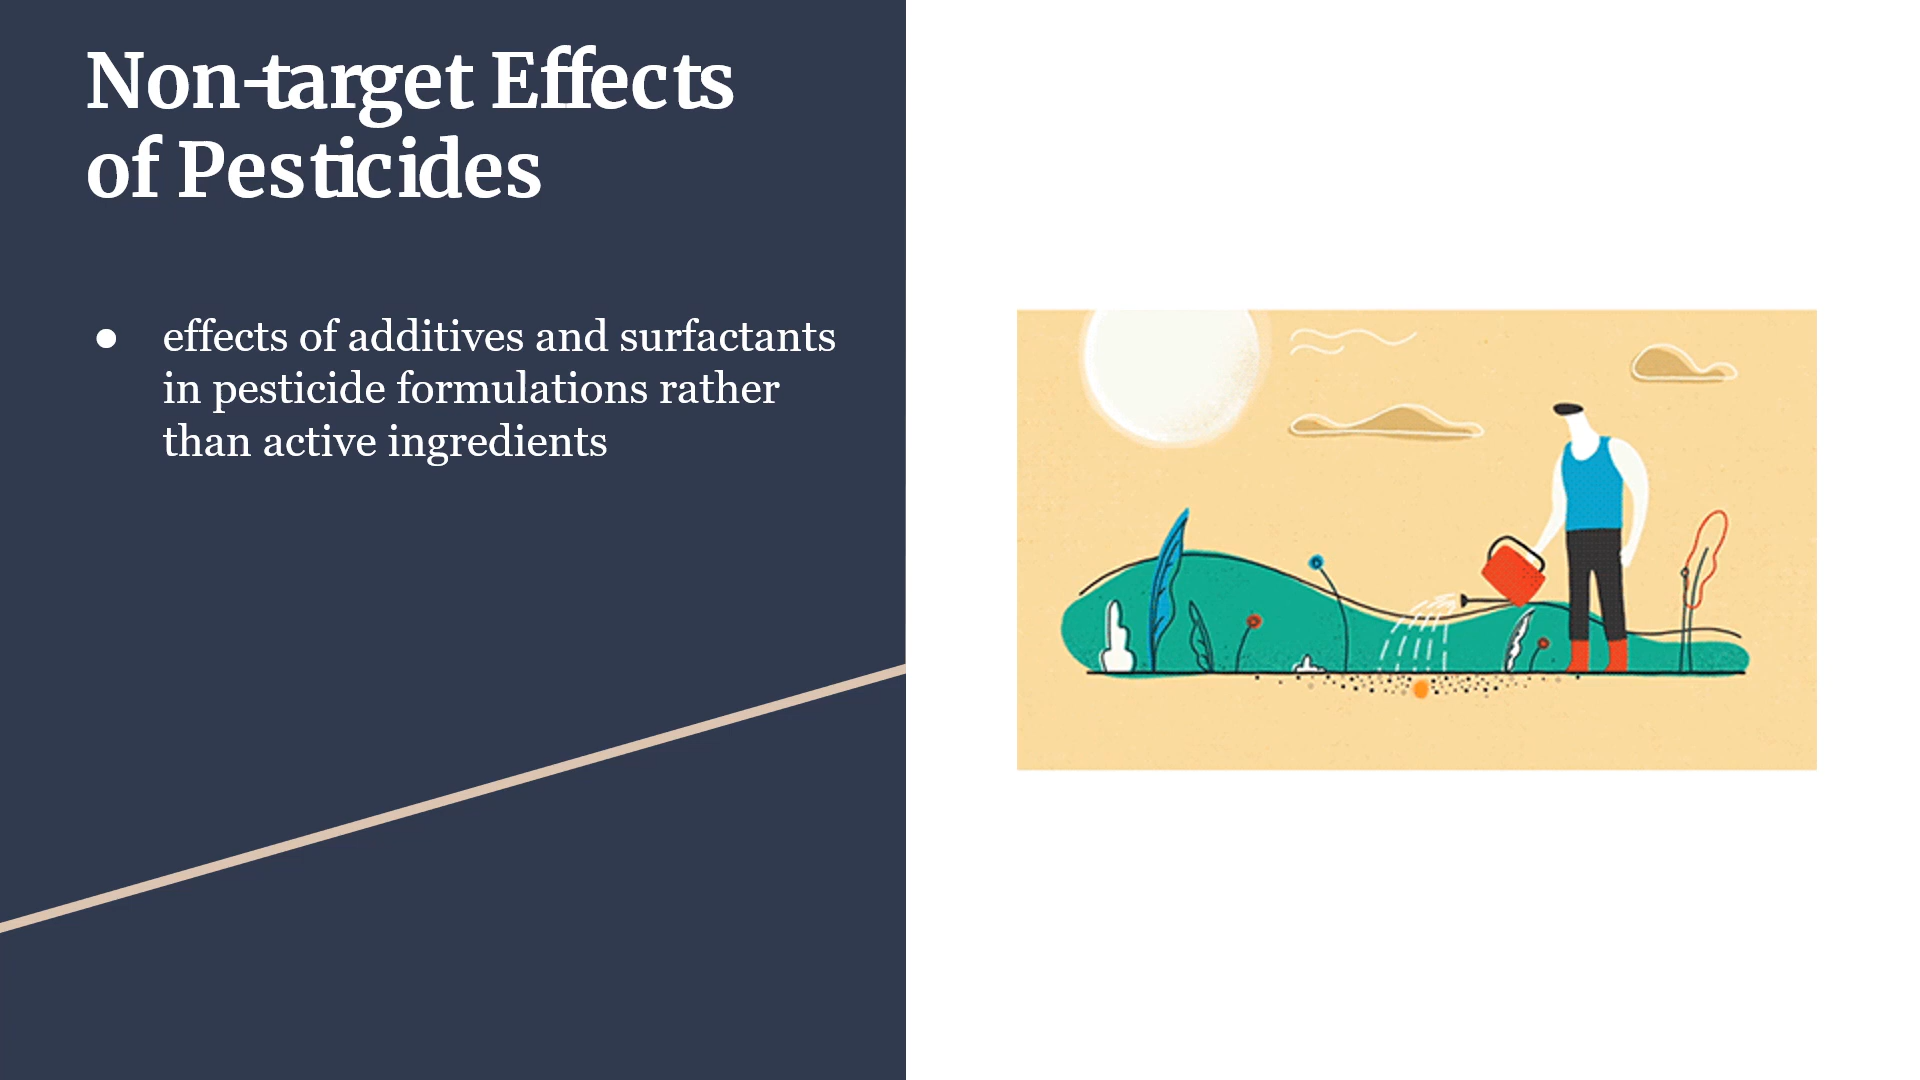 Non-target Effects
of Pesticides
● effects of additives and surfactants
in pesticide formulations rather
than active ingredients